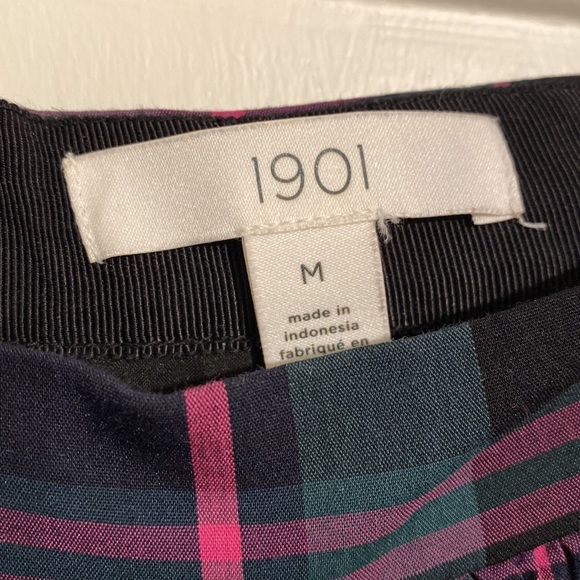 1901
M
made in
indonesia
fabriqué en